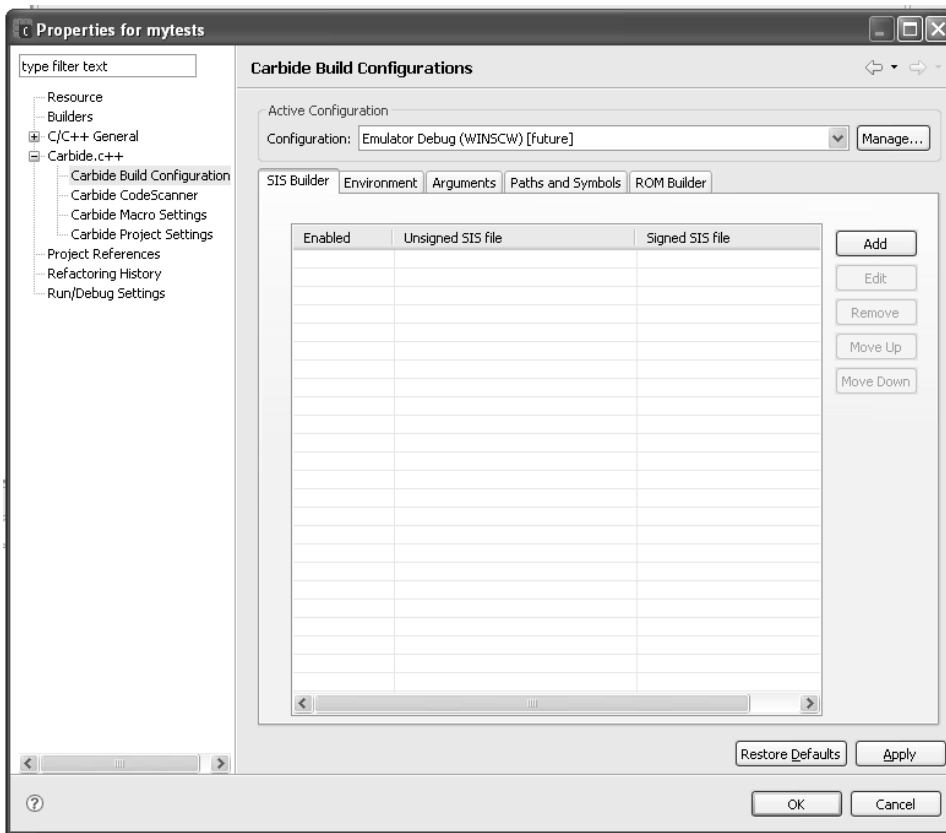 Properties for mytests
type filter text
Resource
Builders
C/C++ General
Carbide.c++
Carbide Build Configuration
Carbide CodeScanner
Carbide Macro Settings
Carbide Project Settings
Project References
Refactoring History
Run/Debug Settings
Carbide Build Configurations
Active Configuration
Configuration: Emulator Debug (WINSCW) [future] Manage...
SIS Builder Environment Arguments Paths and Symbols ROM Builder
Enabled Unsigned SIS file Signed SIS file
Add
Edit
Remove
Move Up
Move Down
Restore Defaults Apply
OK Cancel